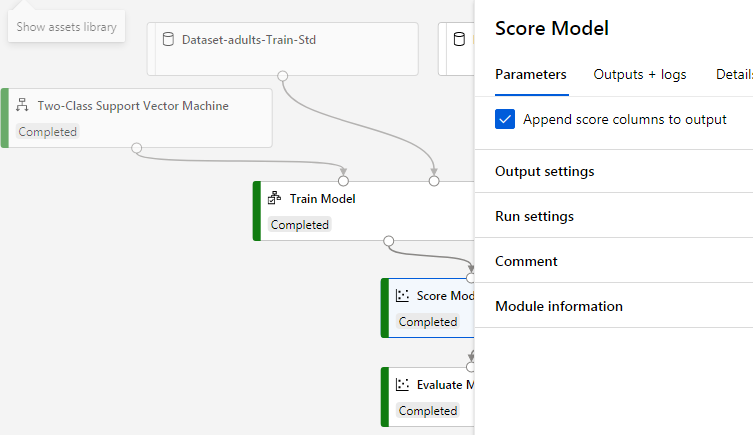 Show assets library
Dataset-adults-Train-Std
Two-Class Support Vector Machine
Completed
Train Model
Completed
Score Mod
Completed
Evaluate M
Completed
Score Model
Parameters
Outputs + logs
Details
Append score columns to output
Output settings
Run settings
Comment
Module information